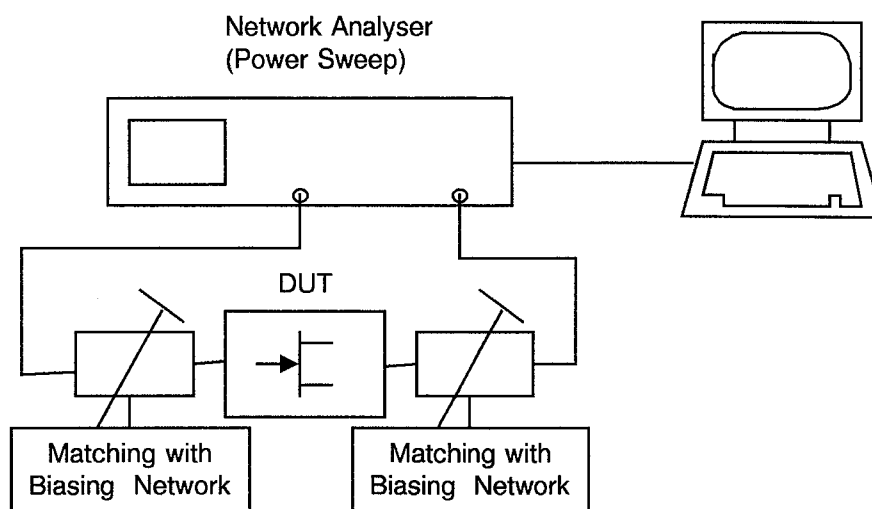 Network Analyser
(Power Sweep)
DUT
Matching with
Biasing Network
Matching with
Biasing Network